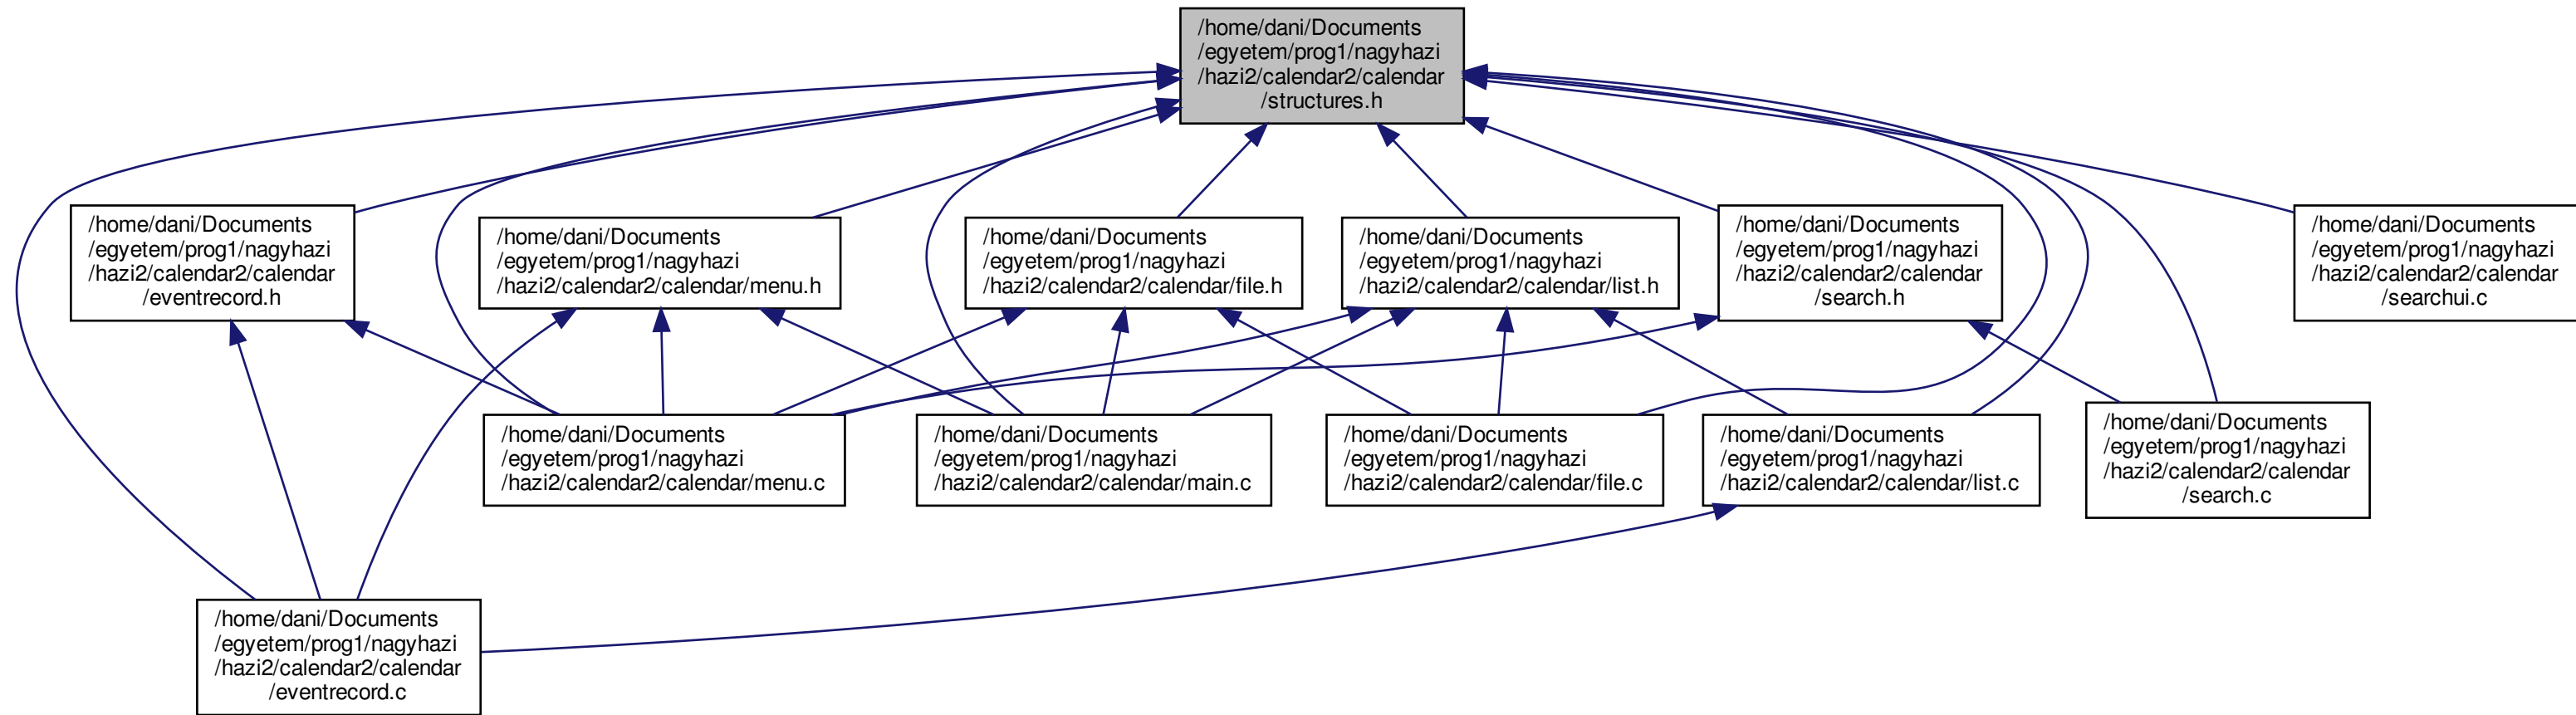 /home/dani/Documents
/egyetem/prog1/nagyhazi
/hazi2/calendar2/calendar
/structures.h
/home/dani/Documents
/egyetem/prog1/nagyhazi
/hazi2/calendar2/calendar
/eventrecord.h
/home/dani/Documents
/egyetem/prog1/nagyhazi
/hazi2/calendar2/calendar/menu.h
/home/dani/Documents
/egyetem/prog1/nagyhazi
/hazi2/calendar2/calendar/file.h
/home/dani/Documents
/egyetem/prog1/nagyhazi
/hazi2/calendar2/calendar/list.h
/home/dani/Documents
/egyetem/prog1/nagyhazi
/hazi2/calendar2/calendar
/search.h
/home/dani/Documents
/egyetem/prog1/nagyhazi
/hazi2/calendar2/calendar
/searchui.c
/home/dani/Documents
/egyetem/prog1/nagyhazi
/hazi2/calendar2/calendar/menu.c
/home/dani/Documents
/egyetem/prog1/nagyhazi
/hazi2/calendar2/calendar/main.c
/home/dani/Documents
/egyetem/prog1/nagyhazi
/hazi2/calendar2/calendar/file.c
/home/dani/Documents
/egyetem/prog1/nagyhazi
/hazi2/calendar2/calendar/list.c
/home/dani/Documents
/egyetem/prog1/nagyhazi
/hazi2/calendar2/calendar
/search.c
/home/dani/Documents
/egyetem/prog1/nagyhazi
/hazi2/calendar2/calendar
/eventrecord.c